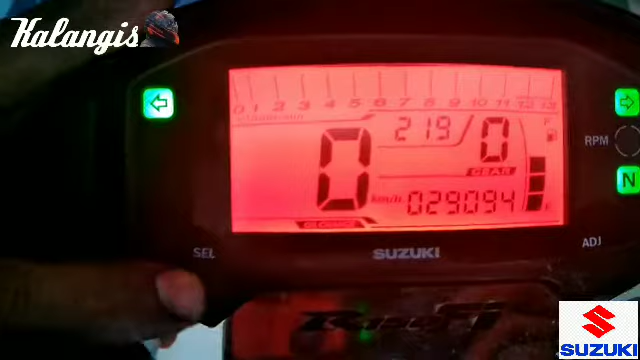 Kalangis
0 1 2 3 4 5 6 7 8 9 10 11 12 13
219
0
GEAR
F
E
RPM
N
0
km/h
029094
SEL
SUZUKI
ADJ
SUZUKI